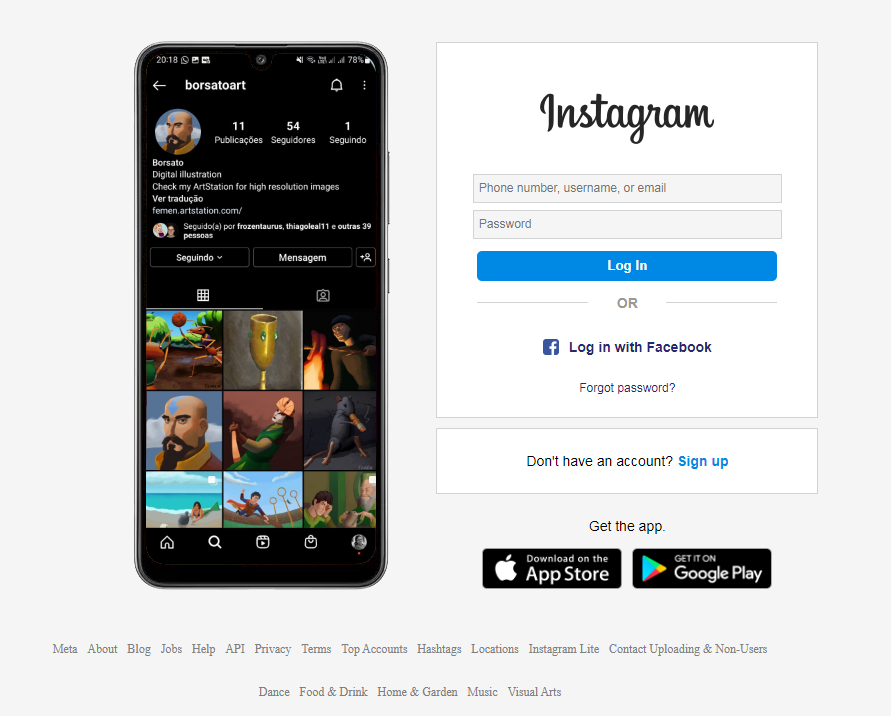 20:18
78%
borsatoart
11 54 1
Publicações Seguidores Seguindo
Borsato
Digital illustration
Check my ArtStation for high resolution images
Ver tradução
femen.artstation.com/
Seguido(a) por frozentaurus, thiagoleal11 e outras 39
pessoas
Seguindo
Mensagem
Instagram
Phone number, username, or email
Password
Log In
OR
Log in with Facebook
Forgot password?
Don't have an account? Sign up
Get the app.
Download on the
App Store
GET IT ON
Google Play
Meta About Blog Jobs Help API Privacy Terms Top Accounts Hashtags Locations Instagram Lite Contact Uploading & Non-Users
Dance Food & Drink Home & Garden Music Visual Arts